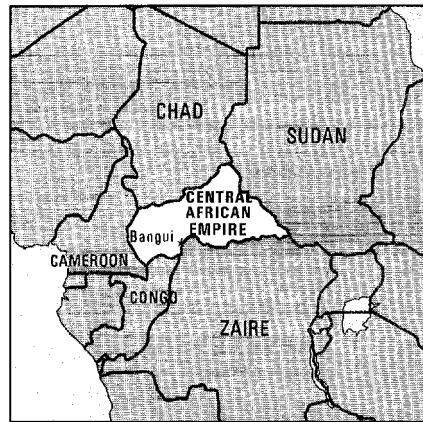 CHAD
SUDAN
CENTRAL
AFRICAN
EMPIRE
Bangui
CAMEROON
CONGO
ZAIRE